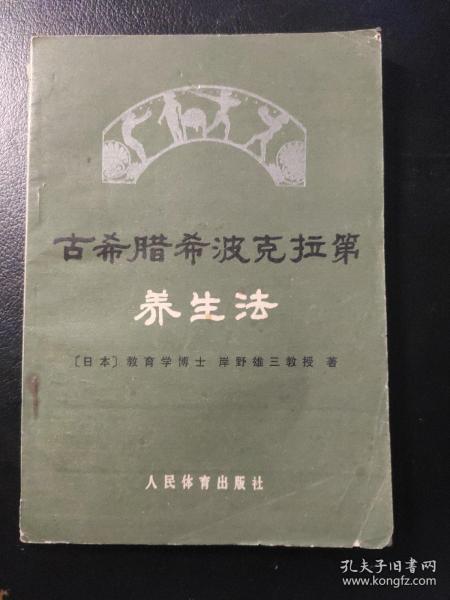 古希腊希波克拉第
养生法
〔日本〕教育学博士 岸野雄三教授 著
人民体育出版社
孔夫子旧书网
www.kongfz.com